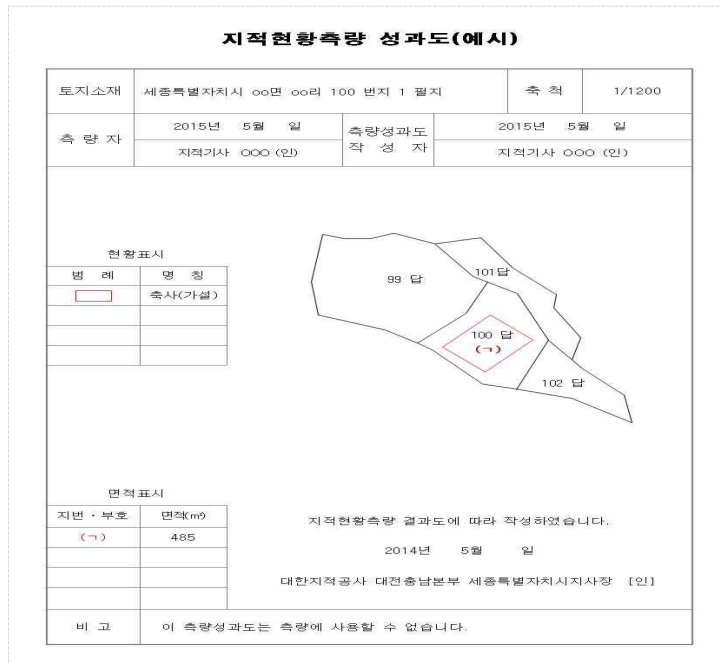 지적현황측량 성과도(예시)
토지소재 세종특별자치시 oo면 oo리 100 번지 1 필지 축 척 1/1200
측 량 자 2015년 5월 일 측량성과도 작 성 자 2015년 5월 일
지적기사 OOO (인) 지적기사 OOO (인)
현황표시
범 례 명 칭
축사(가설)
99 답
101답
100 답
(ㄱ)
102 답
면적표시
지번 · 부호 면적(㎡)
(ㄱ) 485
지적현황측량 결과도에 따라 작성하였습니다.
2014년 5월 일
대한지적공사 대전충남본부 세종특별자치시지사장 [인]
비 고 이 측량성과도는 측량에 사용할 수 없습니다.